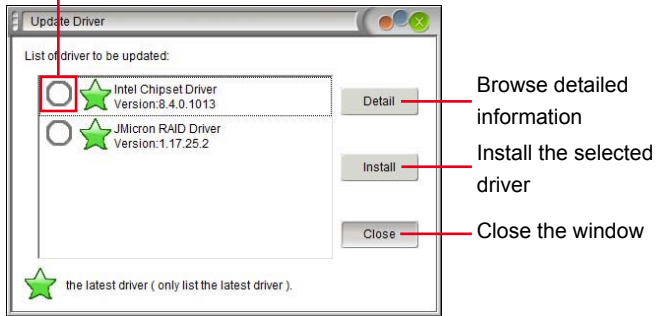 Update Driver
List of driver to be updated:
Intel Chipset Driver
Version:8.4.0.1013
JMicron RAID Driver
Version:1.17.25.2
Detail
Install
Close
the latest driver ( only list the latest driver ).
Browse detailed
information
Install the selected
driver
Close the window